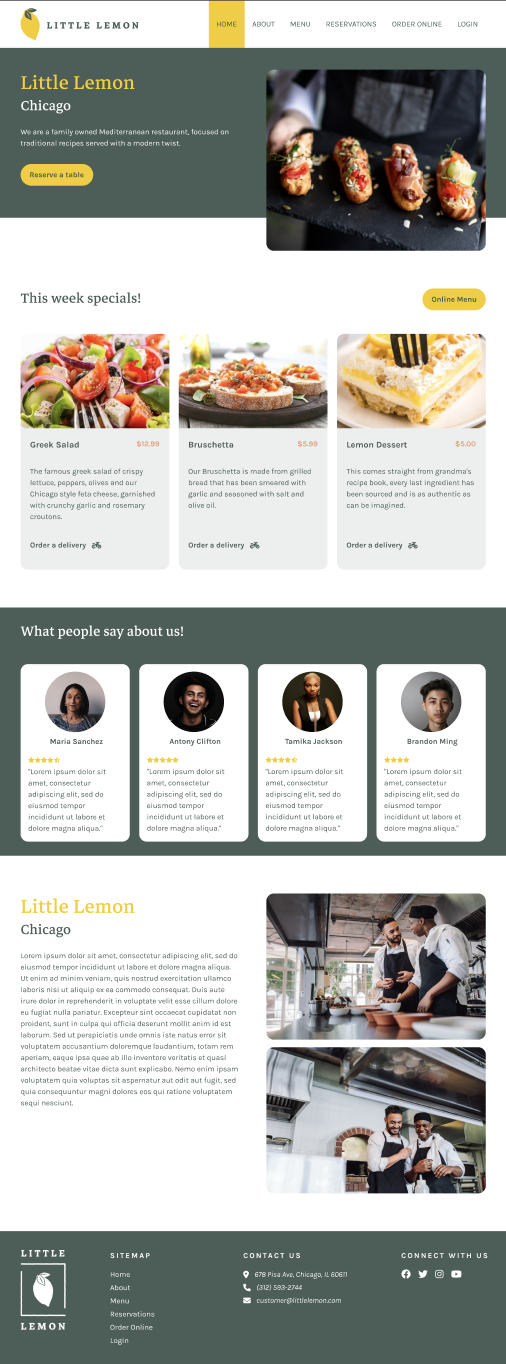 LITTLE LEMON
HOME ABOUT MENU RESERVATIONS ORDER ONLINE LOGIN
Little Lemon
Chicago
We are a family owned Mediterranean restaurant, focused on
traditional recipes served with a modern twist.
Reserve a table
This week specials!
Online Menu
Greek Salad $12.99
The famous greek salad of crispy
lettuce, peppers, olives and our
Chicago style feta cheese, garnished
with crunchy garlic and rosemary
croutons.
Order a delivery
Bruschetta $5.99
Our Bruschetta is made from grilled
bread that has been smeared with
garlic and seasoned with salt and
olive oil.
Order a delivery
Lemon Dessert $5.00
This comes straight from grandma's
recipe book, every last ingredient has
been sourced and is as authentic as
can be imagined.
Order a delivery
What people say about us!
Maria Sanchez
"Lorem ipsum dolor sit
amet, consectetur
adipiscing elit, sed do
eiusmod tempor
incididunt ut labore et
dolore magna aliqua."
Antony Clifton
"Lorem ipsum dolor sit
amet, consectetur
adipiscing elit, sed do
eiusmod tempor
incididunt ut labore et
dolore magna aliqua."
Tamika Jackson
"Lorem ipsum dolor sit
amet, consectetur
adipiscing elit, sed do
eiusmod tempor
incididunt ut labore et
dolore magna aliqua."
Brandon Ming
"Lorem ipsum dolor sit
amet, consectetur
adipiscing elit, sed do
eiusmod tempor
incididunt ut labore et
dolore magna aliqua."
Little Lemon
Chicago
Lorem ipsum dolor sit amet, consectetur adipiscing elit, sed do
eiusmod tempor incididunt ut labore et dolore magna aliqua.
Ut enim ad minim veniam, quis nostrud exercitation ullamco
laboris nisi ut aliquip ex ea commodo consequat. Duis aute
irure dolor in reprehenderit in voluptate velit esse cillum dolore
eu fugiat nulla pariatur. Excepteur sint occaecat cupidatat non
proident, sunt in culpa qui officia deserunt mollit anim id est
laborum. Sed ut perspiciatis unde omnis iste natus error sit
voluptatem accusantium doloremque laudantium, totam rem
aperiam, eaque ipsa quae ab illo inventore veritatis et quasi
architecto beatae vitae dicta sunt explicabo. Nemo enim ipsam
voluptatem quia voluptas sit aspernatur aut odit aut fugit, sed
quia consequuntur magni dolores eos qui ratione voluptatem
sequi nesciunt.
LITTLE
LEMON
SITEMAP
Home
About
Menu
Reservations
Order Online
Login
CONTACT US
678 Pisa Ave, Chicago, IL 60611
(312) 593-2744
customer@littlelemon.com
CONNECT WITH US